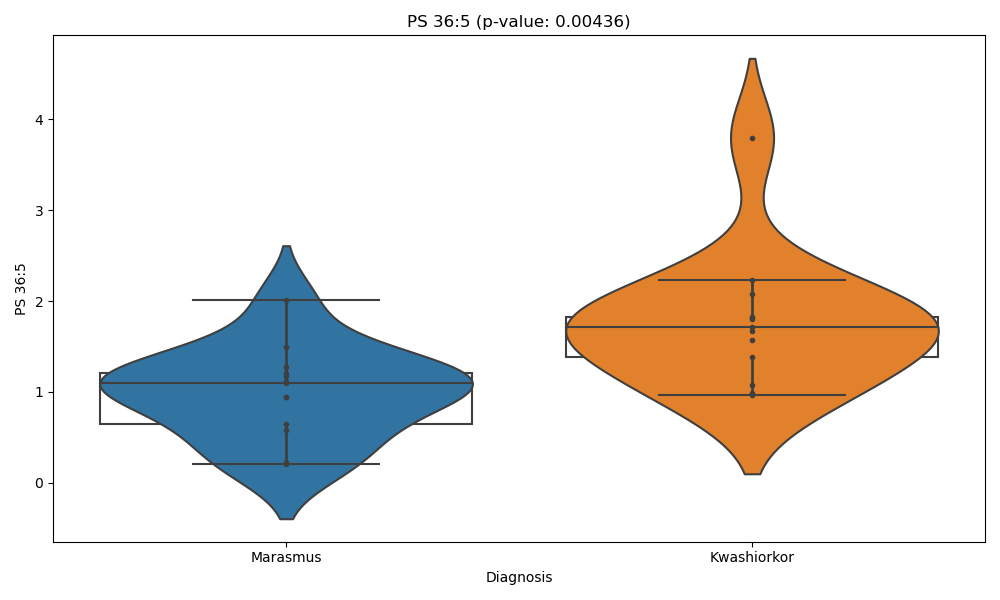 PS 36:5 (p-value: 0.00436)
4
3
2
1
0
PS 36:5
Marasmus
Kwashiorkor
Diagnosis